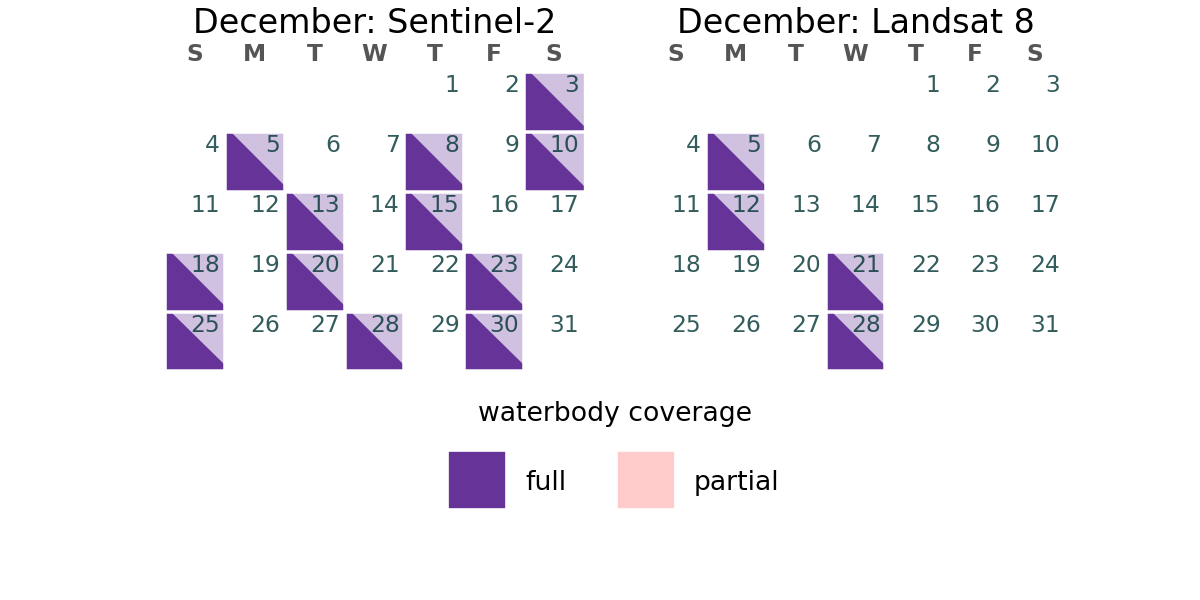 December: Sentinel-2
S M T W T F S
1 2 3
4 5 6 7 8 9 10
11 12 13 14 15 16 17
18 19 20 21 22 23 24
25 26 27 28 29 30 31
December: Landsat 8
S M T W T F S
1 2 3
4 5 6 7 8 9 10
11 12 13 14 15 16 17
18 19 20 21 22 23 24
25 26 27 28 29 30 31
waterbody coverage
full
partial